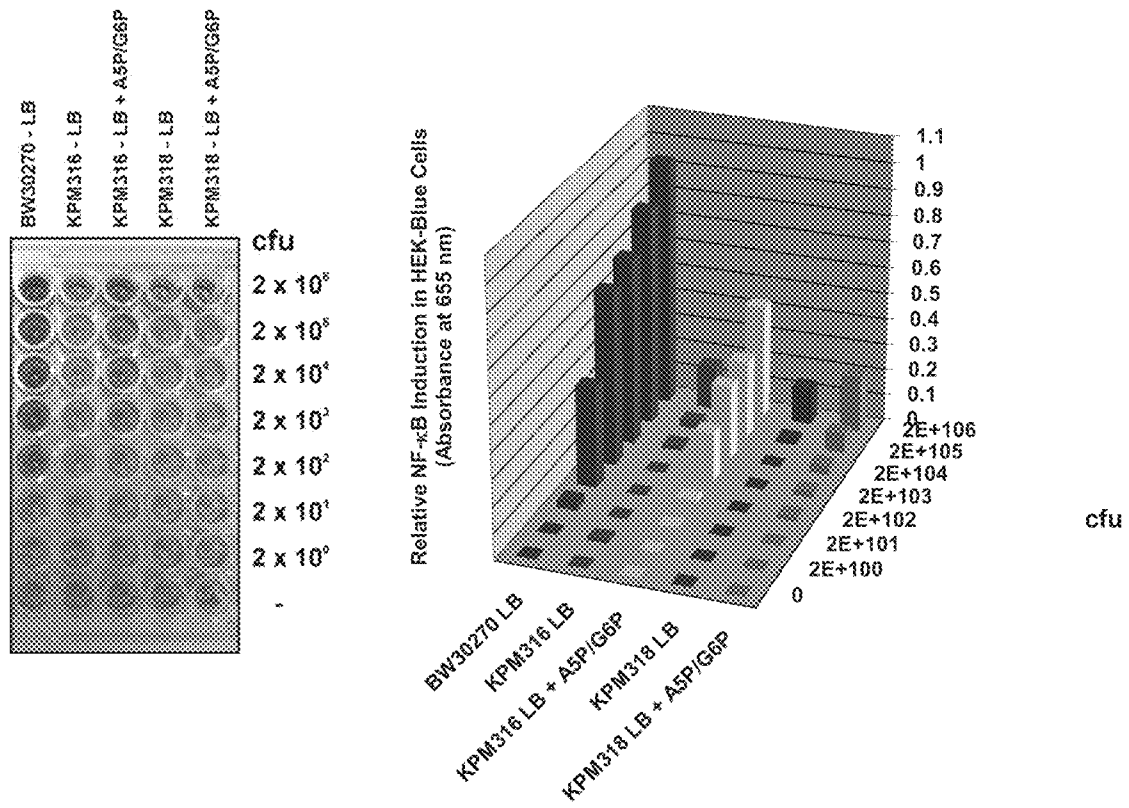 BW30270 - LB
KPM316 - LB
KPM316 - LB + A5P/G6P
KPM318 - LB
KPM318 - LB + A5P/G6P
cfu
2 x 10⁶
2 x 10⁵
2 x 10⁴
2 x 10³
2 x 10²
2 x 10¹
2 x 10⁰
-
Relative NF-κB Induction in HEK-Blue Cells
(Absorbance at 655 nm)
1.1
1
0.9
0.8
0.7
0.6
0.5
0.4
0.3
0.2
0.1
0
2E+106
2E+105
2E+104
2E+103
2E+102
2E+101
2E+100
0
cfu
BW30270 LB
KPM316 LB
KPM316 LB + A5P/G6P
KPM318 LB
KPM318 LB + A5P/G6P